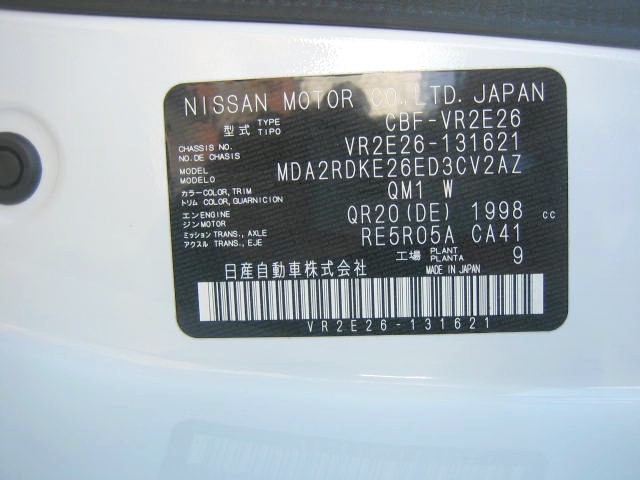 NISSAN MOTOR CO., LTD. JAPAN
型式 TYPE TIPO CBF-VR2E26
CHASSIS NO. NO. DE CHASIS VR2E26-131621
MODEL MODELO MDA2RDKE26ED3CV2AZ
カラー COLOR, TRIM トリム COLOR, GUARNICION QM1 W
エンジン ENGINE ジン MOTOR QR20(DE) 1998 cc
ミッション TRANS., AXLE アクスル TRANS., EJE RE5R05A CA41
工場 PLANT PLANTA 9
日産自動車株式会社 MADE IN JAPAN
VR2E26-131621